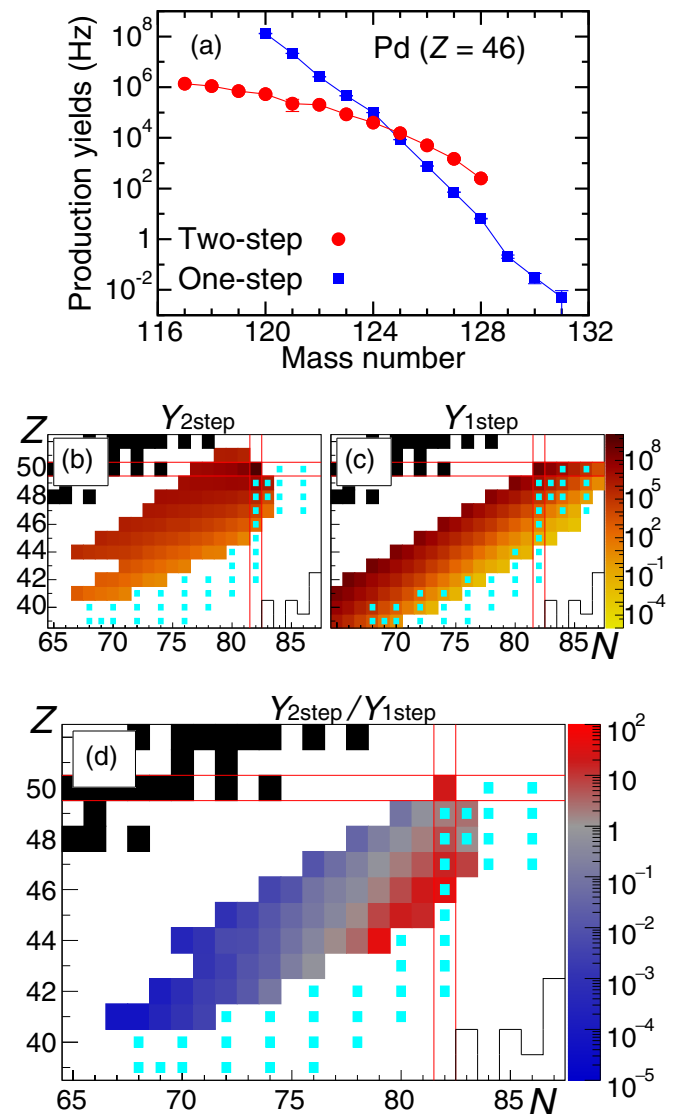 (a)
Pd (Z = 46)
Production yields (Hz)
10^8
10^6
10^4
10^2
1
10^-2
Two-step
One-step
116 120 124 128 132
Mass number
Y2step
Y1step
Z
(b)
(c)
50
48
46
44
42
40
65 70 75 80 85
70 75 80 85
N
10^8
10^5
10^2
10^-1
10^-4
Y2step/Y1step
Z
(d)
50
48
46
44
42
40
65 70 75 80 85
N
10^2
10
1
10^-1
10^-2
10^-3
10^-4
10^-5